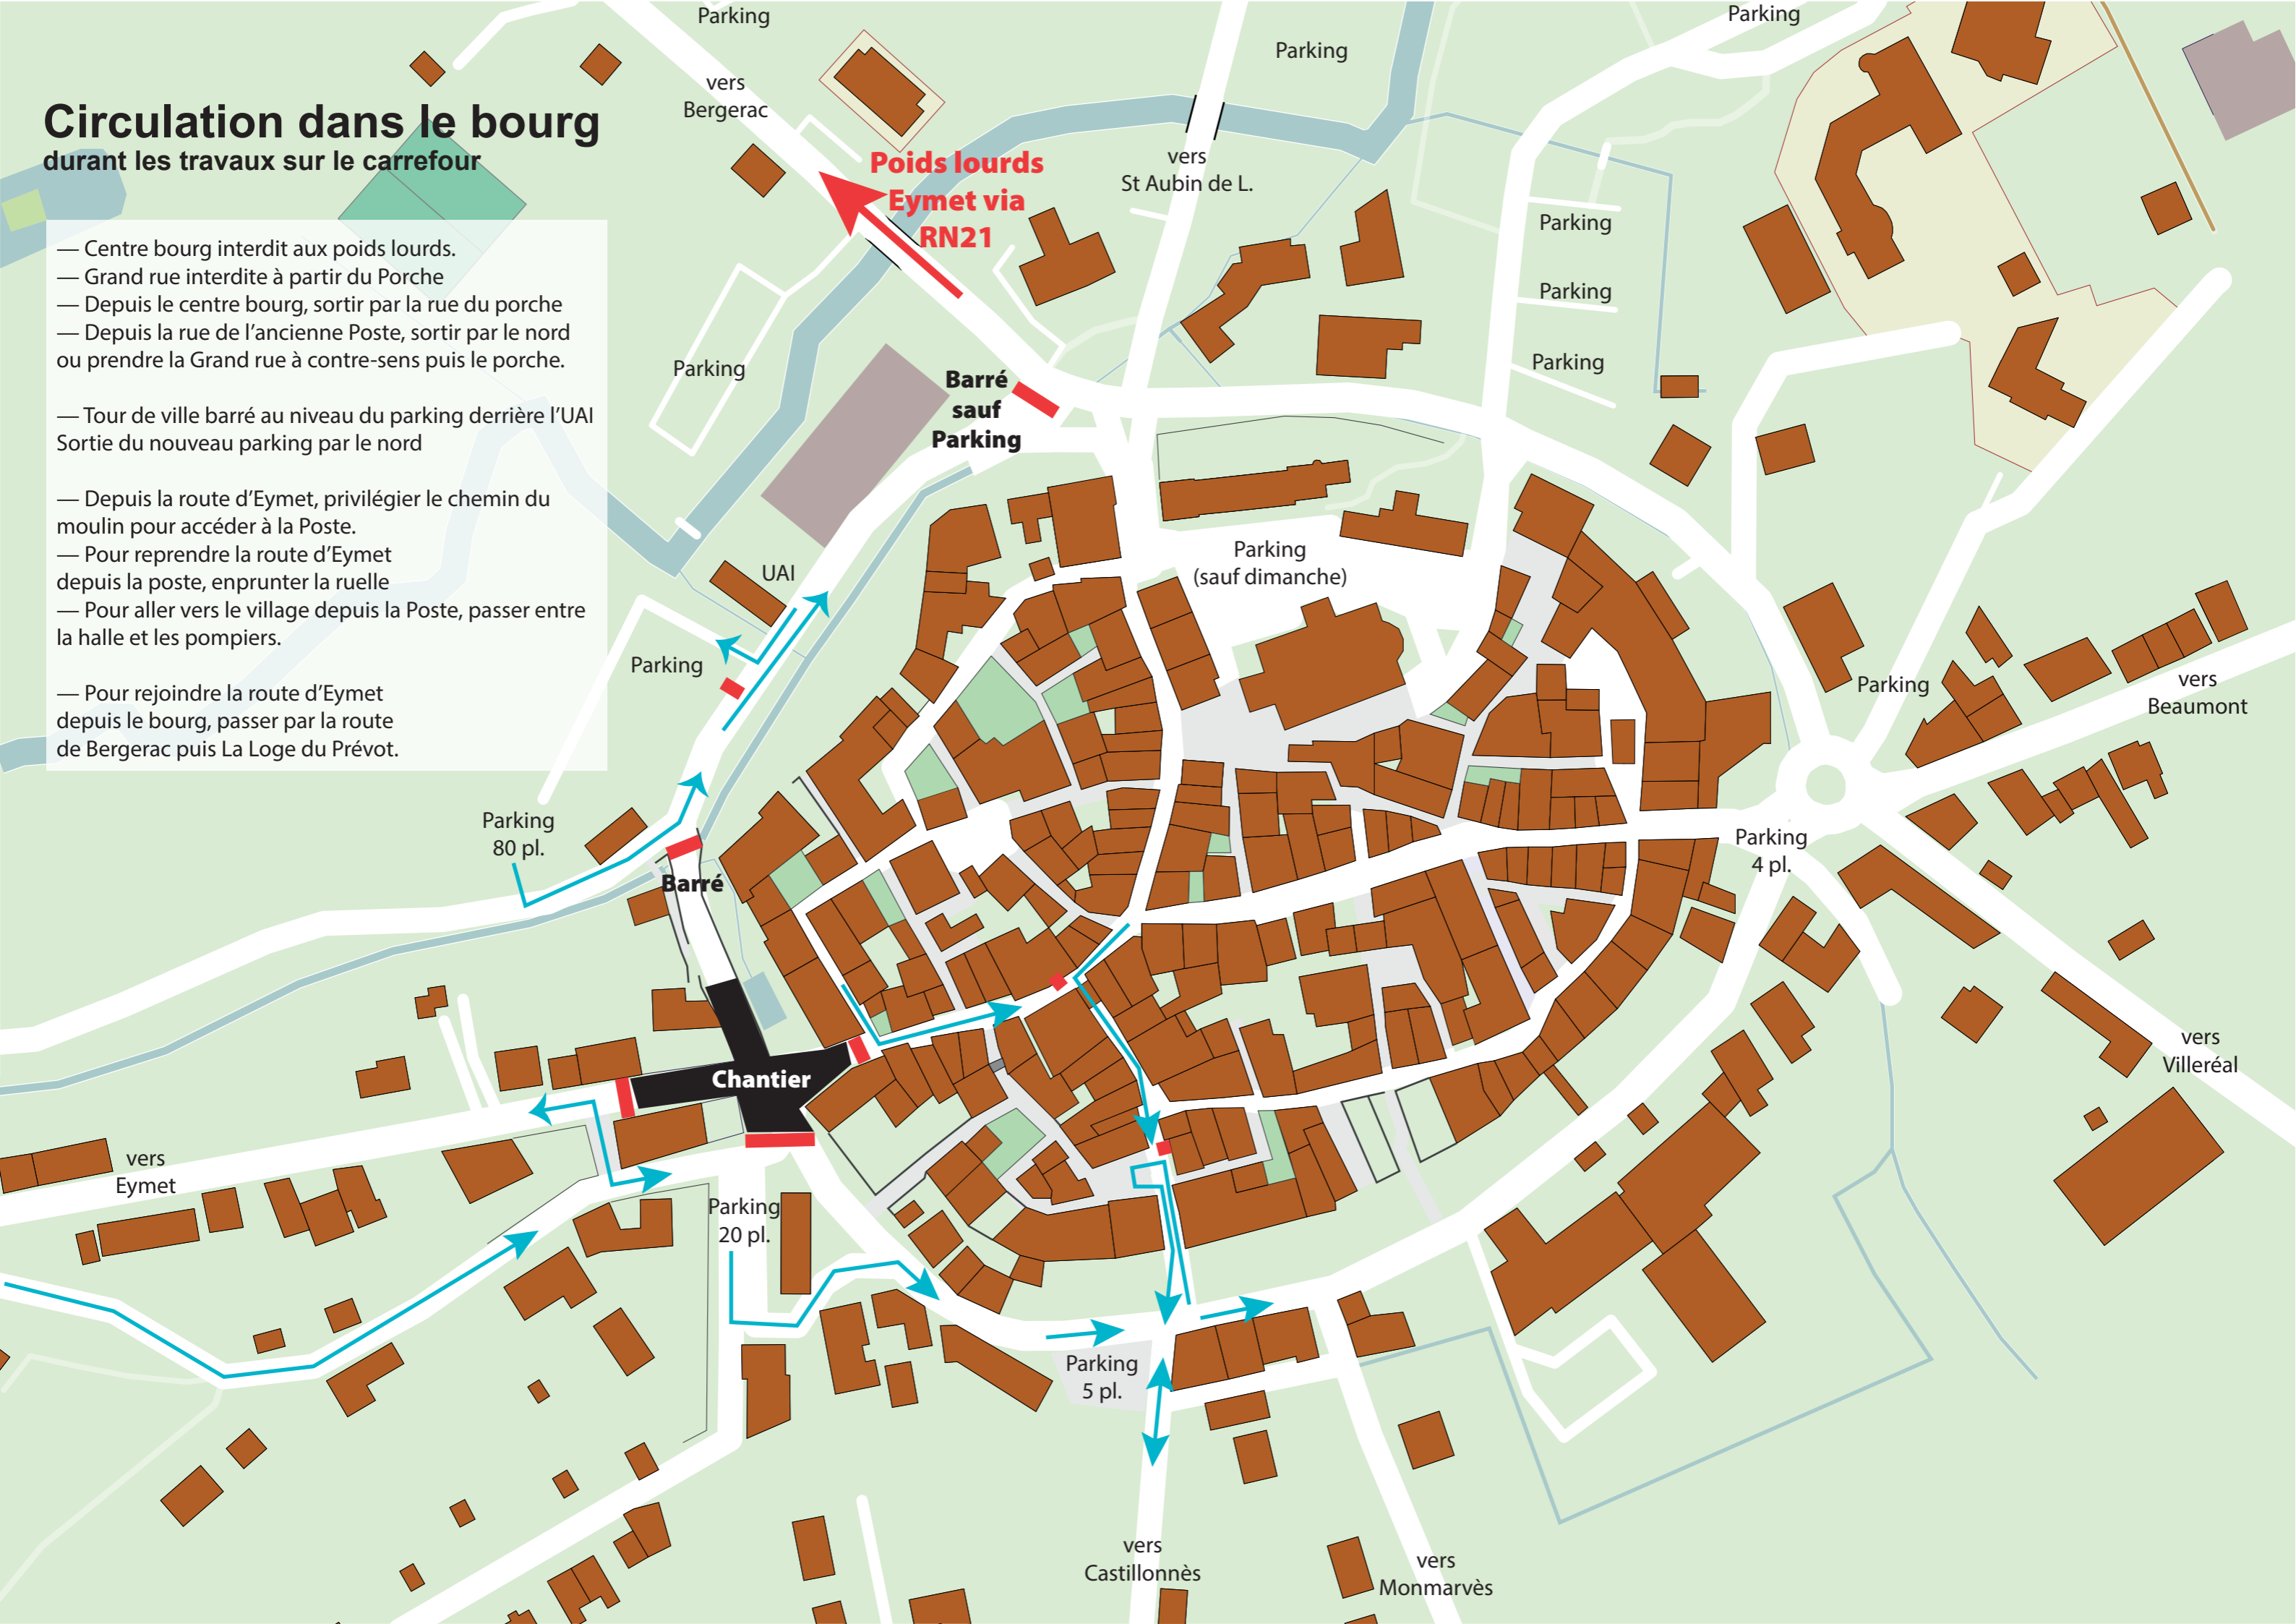 Circulation dans le bourg
durant les travaux sur le carrefour
— Centre bourg interdit aux poids lourds.
— Grand rue interdite à partir du Porche
— Depuis le centre bourg, sortir par la rue du porche
— Depuis la rue de l’ancienne Poste, sortir par le nord
ou prendre la Grand rue à contre-sens puis le porche.
— Tour de ville barré au niveau du parking derrière l’UAI
Sortie du nouveau parking par le nord
— Depuis la route d’Eymet, privilégier le chemin du
moulin pour accéder à la Poste.
— Pour reprendre la route d’Eymet
depuis la poste, enprunter la ruelle
— Pour aller vers le village depuis la Poste, passer entre
la halle et les pompiers.
— Pour rejoindre la route d’Eymet
depuis le bourg, passer par la route
de Bergerac puis La Loge du Prévot.
Parking
Parking
Parking
vers
Bergerac
Poids lourds
Eymet via
RN21
vers
St Aubin de L.
Parking
Parking
Parking
Parking
Barré
sauf
Parking
Parking
(sauf dimanche)
UAI
Parking
Parking
vers
Beaumont
Parking
80 pl.
Parking
4 pl.
Barré
Chantier
vers
Villeréal
vers
Eymet
Parking
20 pl.
Parking
5 pl.
vers
Castillonnès
vers
Monmarvès